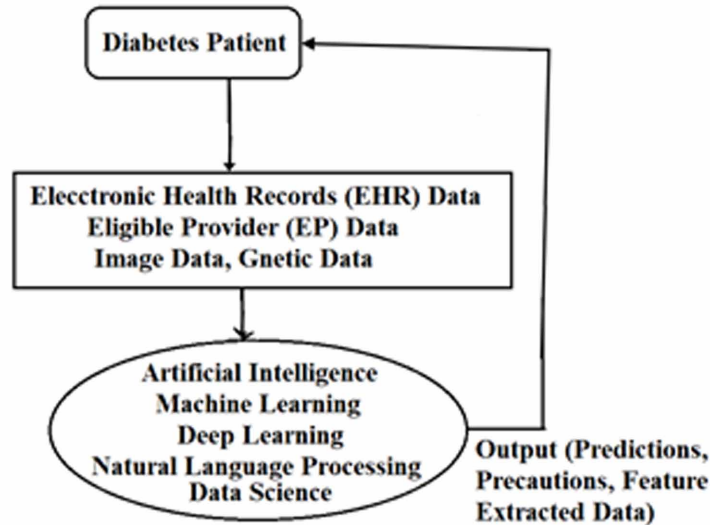 Diabetes Patient
Elecctronic Health Records (EHR) Data
Eligible Provider (EP) Data
Image Data, Gnetic Data
Artificial Intelligence
Machine Learning
Deep Learning
Natural Language Processing
Data Science
Output (Predictions,
Precautions, Feature
Extracted Data)